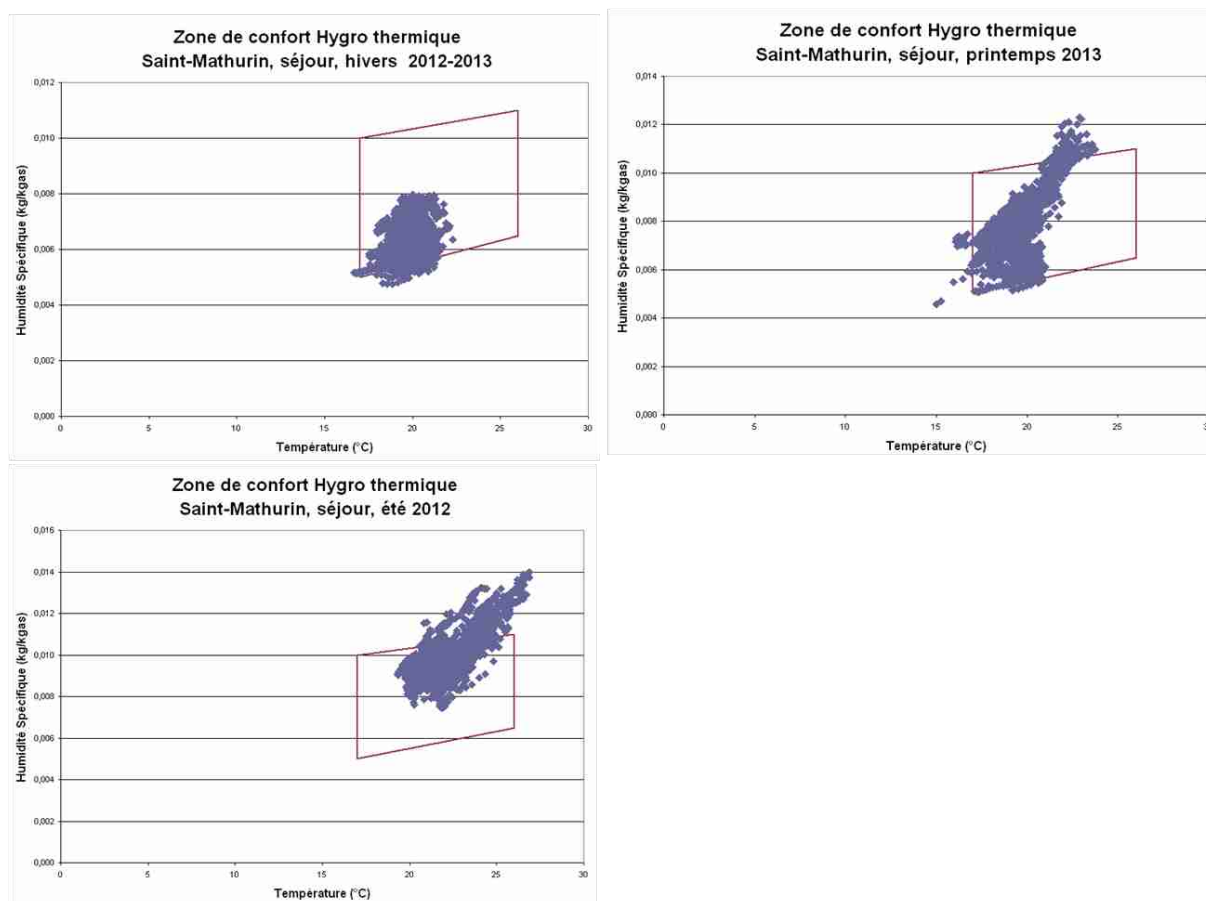 Zone de confort Hygro thermique
Saint-Mathurin, séjour, hivers 2012-2013
Humidité Spécifique (kg/kgas)
0,012
0,010
0,008
0,006
0,004
0,002
0,000
0 5 10 15 20 25 30
Température (°C)
Zone de confort Hygro thermique
Saint-Mathurin, séjour, printemps 2013
Humidité Spécifique (kg/kgas)
0,014
0,012
0,010
0,008
0,006
0,004
0,002
0,000
0 5 10 15 20 25 30
Température (°C)
Zone de confort Hygro thermique
Saint-Mathurin, séjour, été 2012
Humidité Spécifique (kg/kgas)
0,016
0,014
0,012
0,010
0,008
0,006
0,004
0,002
0,000
0 5 10 15 20 25 30
Température (°C)